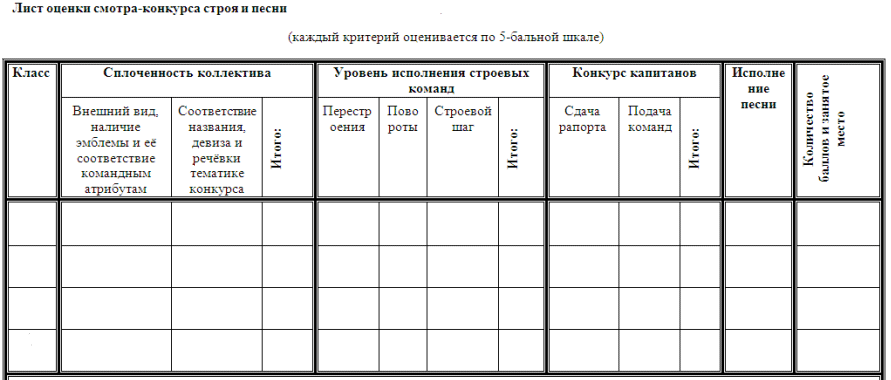 Лист оценки смотра-конкурса строя и песни
(каждый критерий оценивается по 5-бальной шкале)
Класс
Сплоченность коллектива
Уровень исполнения строевых
команд
Конкурс капитанов
Исполне
ние
песни
Количество
баллов и занятое
место
Внешний вид,
наличие
эмблемы и её
соответствие
командным
атрибутам
Соответствие
названия,
девиза и
речёвки
тематике
конкурса
Итого:
Перестр
оения
Пово
роты
Строевой
шаг
Итого:
Сдача
рапорта
Подача
команд
Итого: